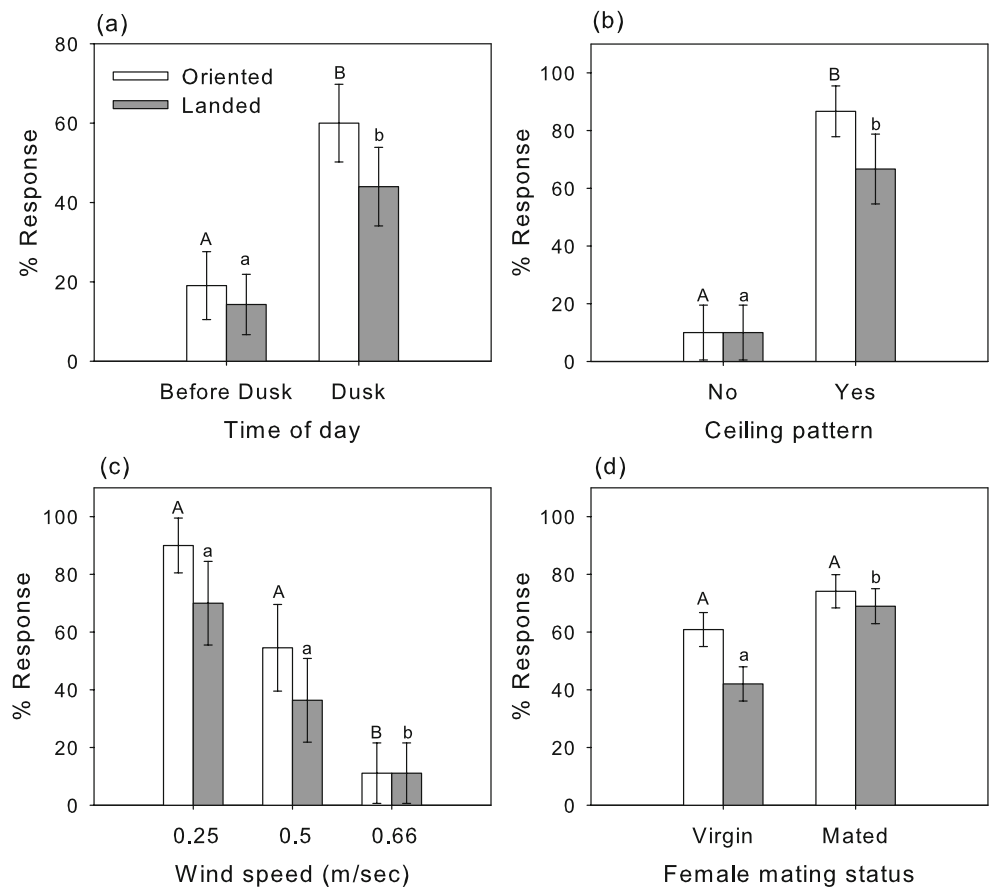 (a)
80
60
40
20
0
% Response
Oriented
Landed
A
a
B
b
Before Dusk
Dusk
Time of day
(b)
100
80
60
40
20
0
% Response
A
a
B
b
No
Yes
Ceiling pattern
(c)
100
80
60
40
20
0
% Response
A
a
A
a
B
b
0.25
0.5
0.66
Wind speed (m/sec)
(d)
100
80
60
40
20
0
% Response
A
a
A
b
Virgin
Mated
Female mating status